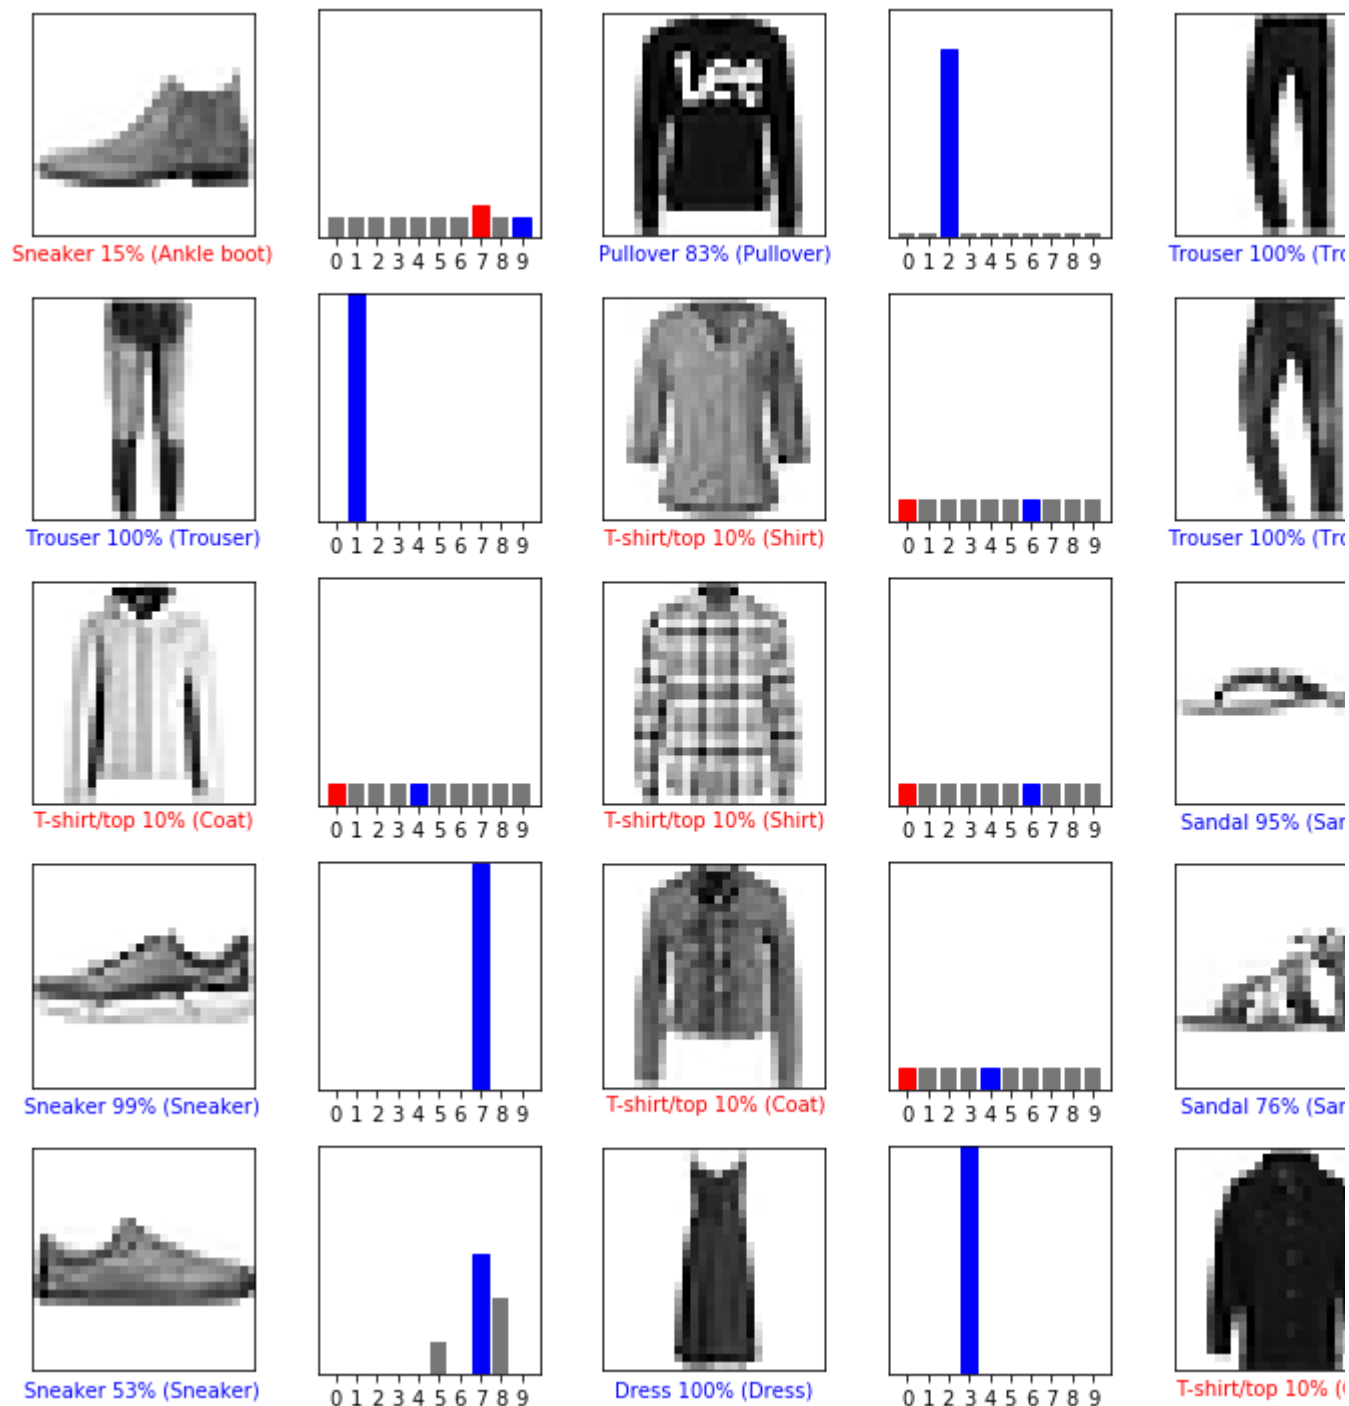 Lee
0 1 2 3 4 5 6 7 8 9
0 1 2 3 4 5 6 7 8 9
Sneaker 15% (Ankle boot)
Pullover 83% (Pullover)
Trouser 100% (Tro
0 1 2 3 4 5 6 7 8 9
0 1 2 3 4 5 6 7 8 9
Trouser 100% (Trouser)
T-shirt/top 10% (Shirt)
Trouser 100% (Tro
0 1 2 3 4 5 6 7 8 9
0 1 2 3 4 5 6 7 8 9
T-shirt/top 10% (Coat)
T-shirt/top 10% (Shirt)
Sandal 95% (San
0 1 2 3 4 5 6 7 8 9
0 1 2 3 4 5 6 7 8 9
Sneaker 99% (Sneaker)
T-shirt/top 10% (Coat)
Sandal 76% (San
0 1 2 3 4 5 6 7 8 9
0 1 2 3 4 5 6 7 8 9
Sneaker 53% (Sneaker)
Dress 100% (Dress)
T-shirt/top 10% (